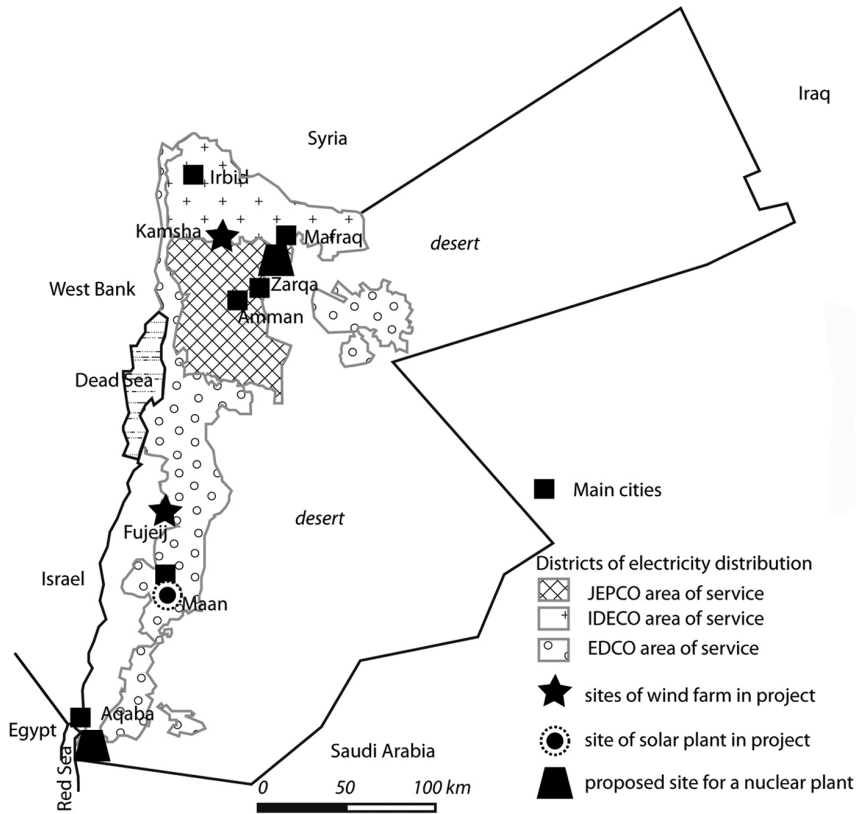 Iraq
Syria
Irbid
Kamsha
Mafraq
desert
West Bank
Zarqa
Amman
Dead Sea
Main cities
desert
Fujeij
Districts of electricity distribution
Israel
JEPCO area of service
Maan
IDECO area of service
EDCO area of service
sites of wind farm in project
Aqaba
Egypt
site of solar plant in project
Saudi Arabia
Red Sea
proposed site for a nuclear plant
0 50 100 km